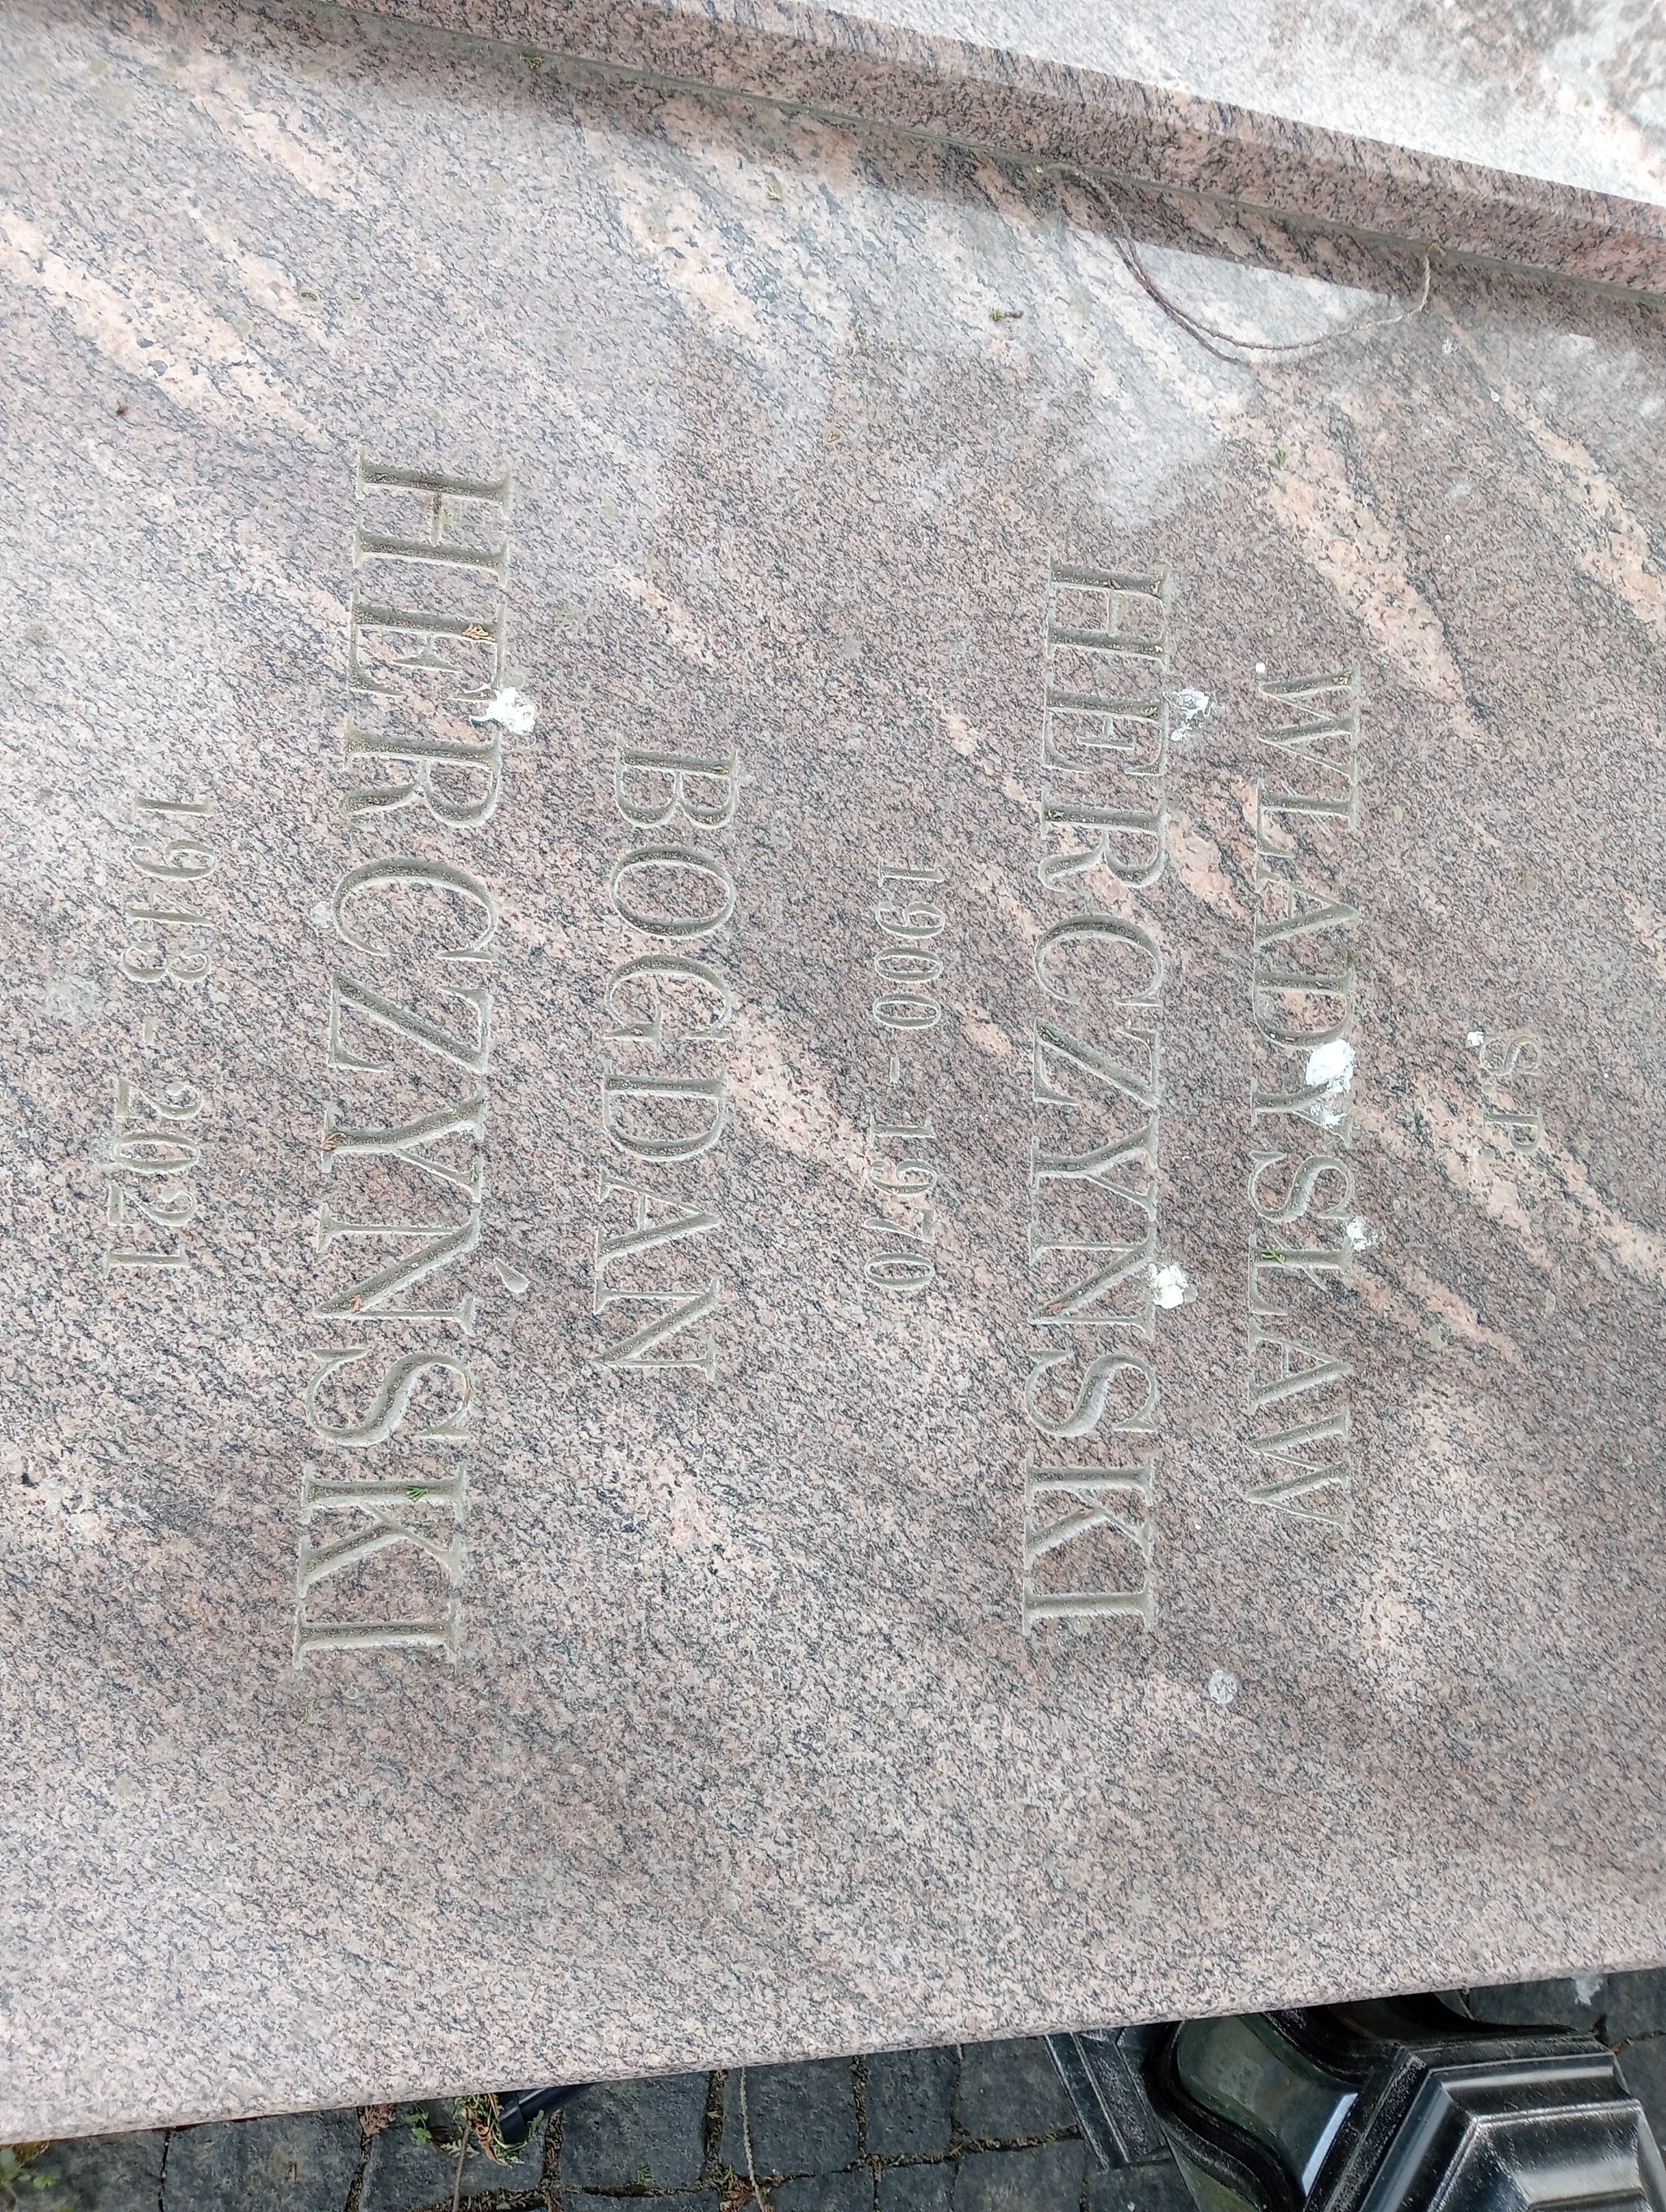 Ś.P.
WŁADYSŁAW
HERCZYŃSKI
1900-1970
BOGDAN
HERCZYŃSKI
1943-2021